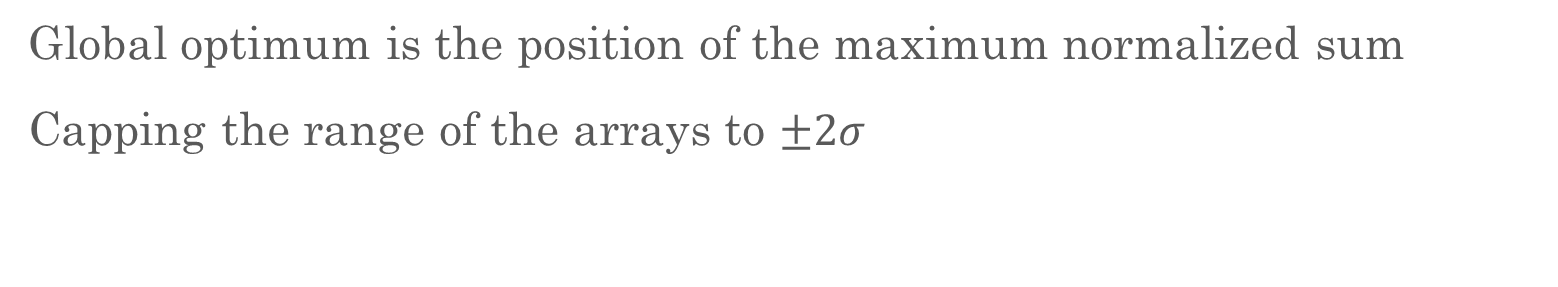 Global optimum is the position of the maximum normalized sum
Capping the range of the arrays to ±2σ